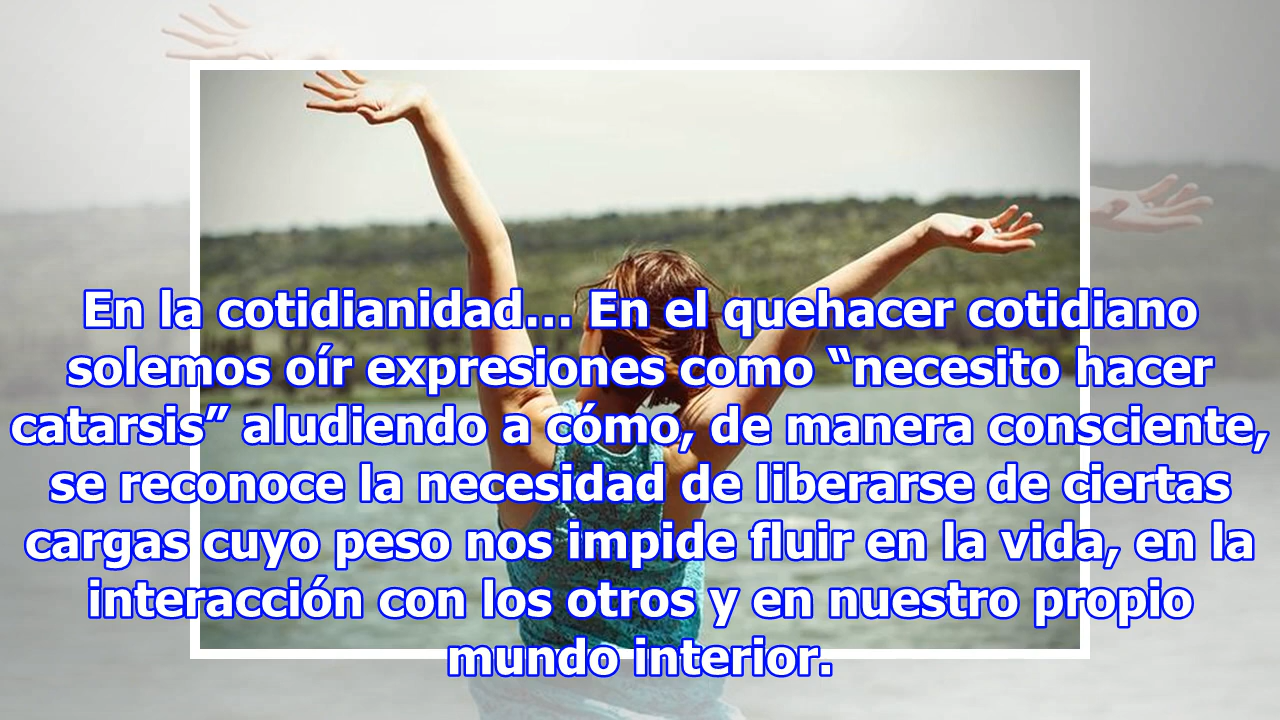 En la cotidianidad... En el quehacer cotidiano
solemos oír expresiones como “necesito hacer
catarsis” aludiendo a cómo, de manera consciente,
se reconoce la necesidad de liberarse de ciertas
cargas cuyo peso nos impide fluir en la vida, en la
interacción con los otros y en nuestro propio
mundo interior.